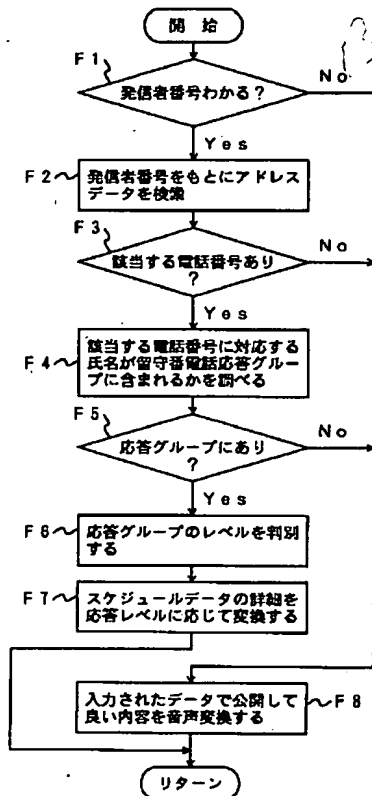 開始
F1
発信者番号わかる?
No
Yes
F2
発信者番号をもとにアドレス
データを検索
F3
該当する電話番号あり
?
No
Yes
F4
該当する電話番号に対応する
氏名が留守番電話応答グルー
プに含まれるかを調べる
F5
応答グループにあり
?
No
Yes
F6
応答グループのレベルを判別
する
F7
スケジュールデータの詳細を
応答レベルに応じて変換する
入力されたデータで公開して
良い内容を音声変換する
F8
リターン